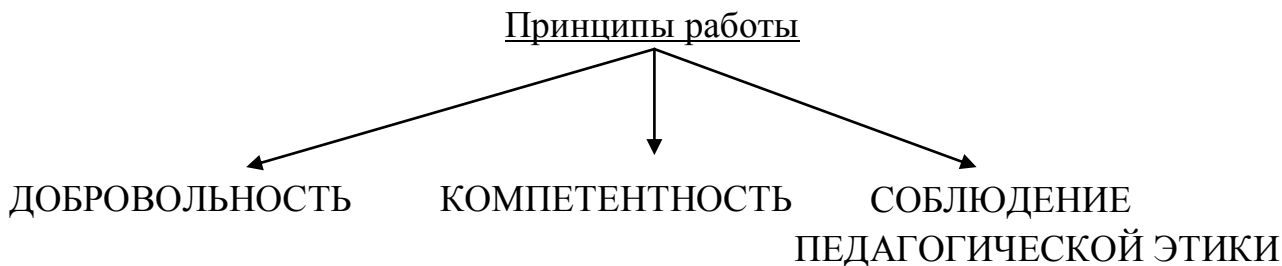 Принципы работы
ДОБРОВОЛЬНОСТЬ КОМПЕТЕНТНОСТЬ СОБЛЮДЕНИЕ
ПЕДАГОГИЧЕСКОЙ ЭТИКИ